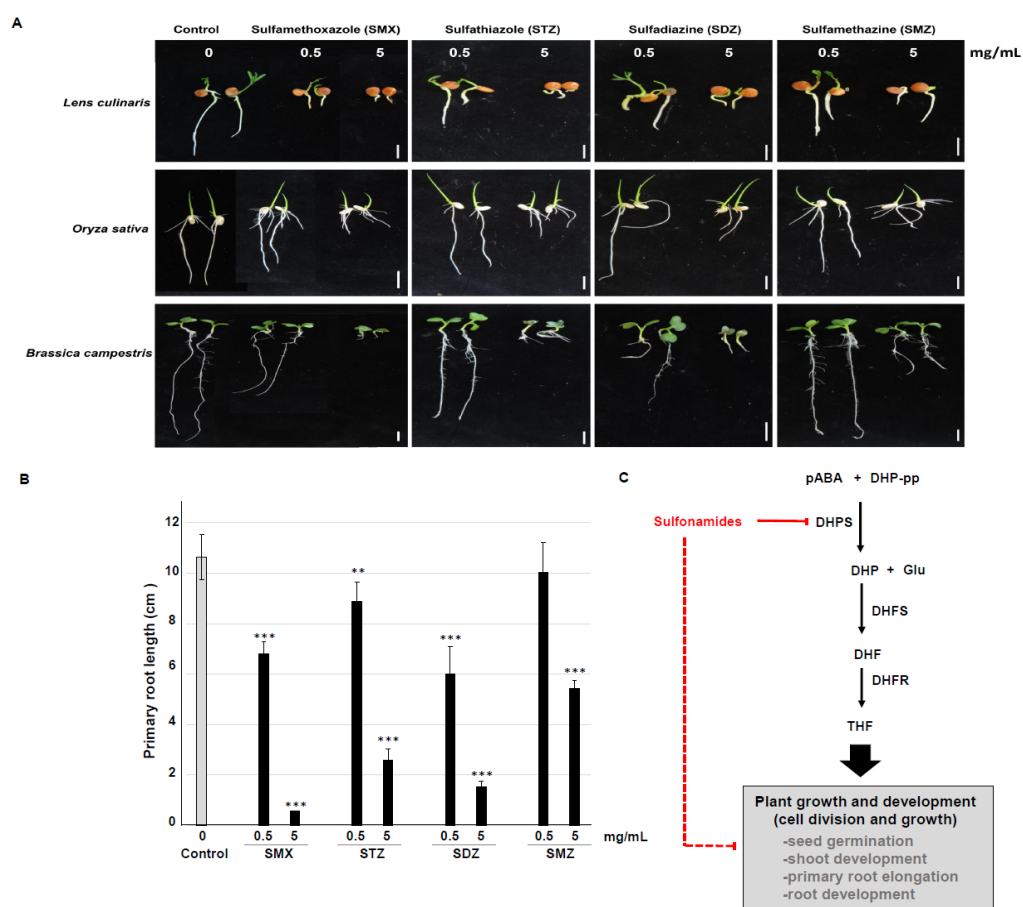 A
Control Sulfamethoxazole (SMX) Sulfathiazole (STZ) Sulfadiazine (SDZ) Sulfamethazine (SMZ)
0 0.5 5 0.5 5 0.5 5 0.5 5 mg/mL
Lens culinaris
Oryza sativa
Brassica campestris
B
Primary root length (cm)
12
10
8
6
4
2
0
*** *** ** *** *** *** ***
0 0.5 5 0.5 5 0.5 5 0.5 5 mg/mL
Control SMX STZ SDZ SMZ
C
pABA + DHP-pp
Sulfonamides DHPS
DHP + Glu
DHFS
DHF
DHFR
THF
Plant growth and development
(cell division and growth)
-seed germination
-shoot development
-primary root elongation
-root development